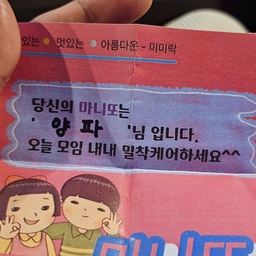 있는 ● 멋있는 ● 아름다운 - 미미락
당신의 마니또는
' 양 파 '님 입니다.
오늘 모임 내내 밀착케어하세요^^